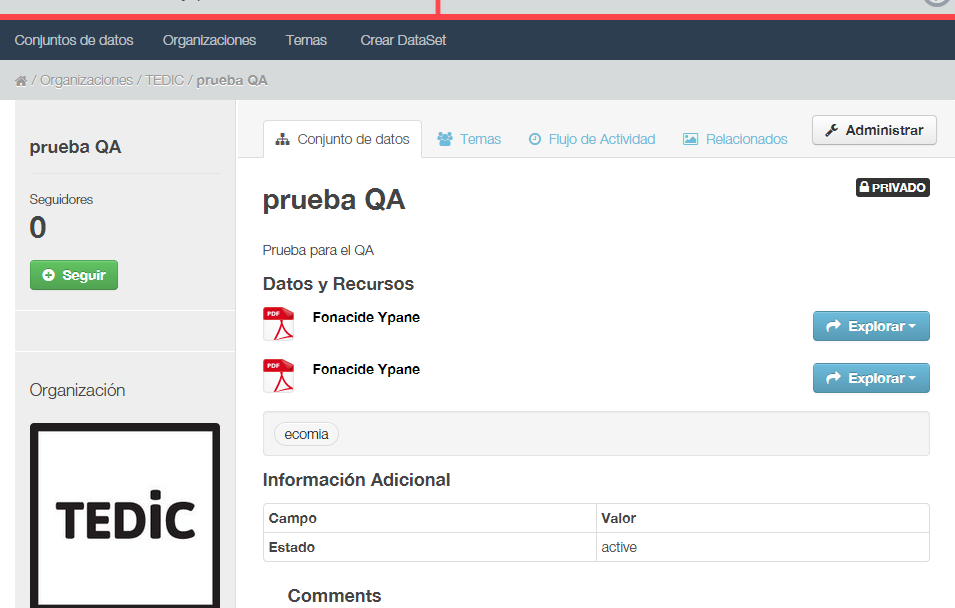 Conjuntos de datos Organizaciones Temas Crear DataSet
/ Organizaciones / TEDIC / prueba QA
prueba QA
Seguidores
0
Seguir
Organización
TEDiC
Conjunto de datos Temas Flujo de Actividad Relacionados Administrar
prueba QA
PRIVADO
Prueba para el QA
Datos y Recursos
PDF Fonacide Ypane Explorar
PDF Fonacide Ypane Explorar
ecomia
Información Adicional
Campo Valor
Estado active
Comments